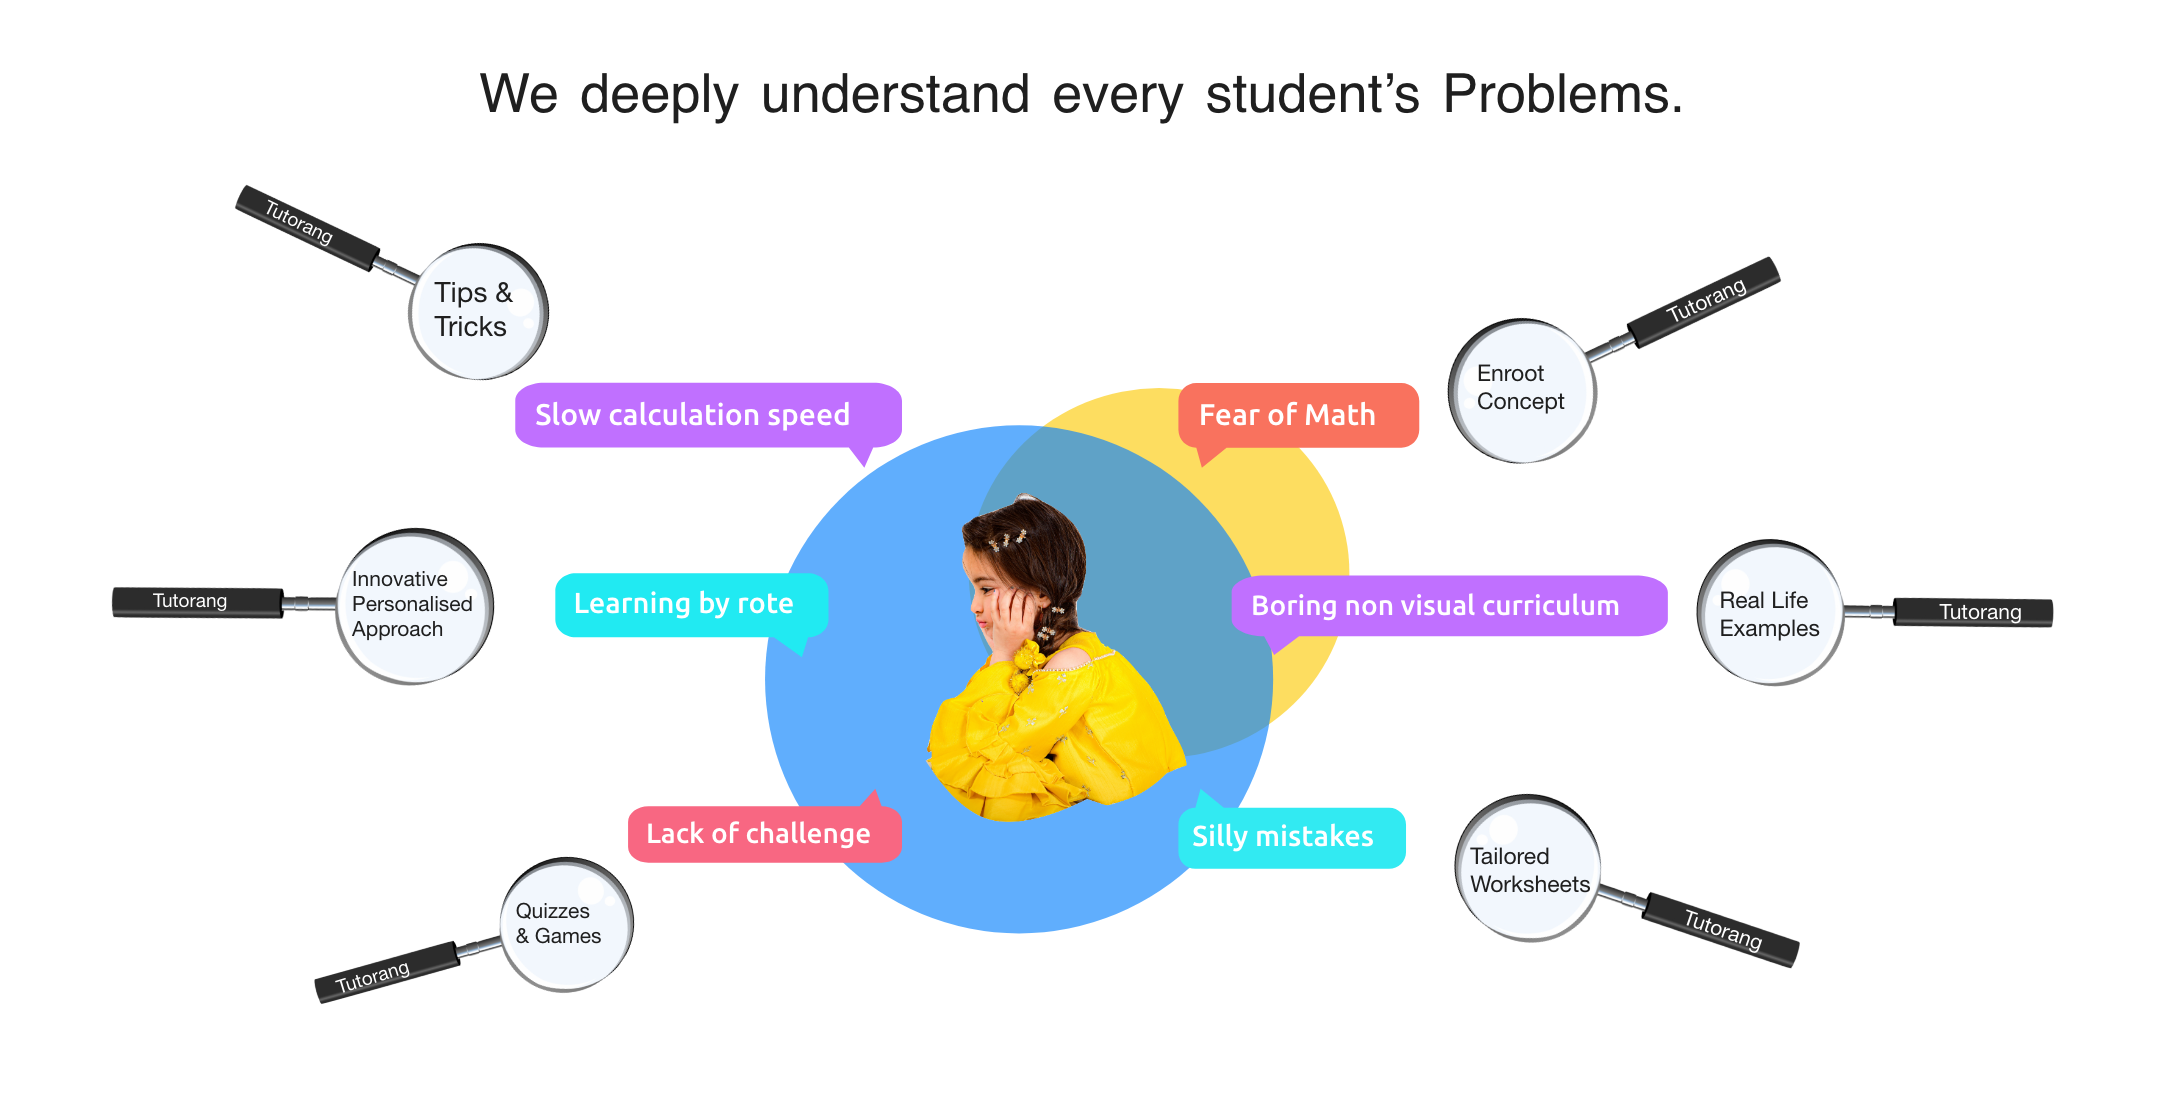 We deeply understand every student’s Problems.
Tutorang
Tips &
Tricks
Slow calculation speed
Tutorang
Innovative
Personalised
Approach
Learning by rote
Lack of challenge
Quizzes
& Games
Tutorang
Fear of Math
Enroot
Concept
Tutorang
Boring non visual curriculum
Real Life
Examples
Tutorang
Silly mistakes
Tailored
Worksheets
Tutorang